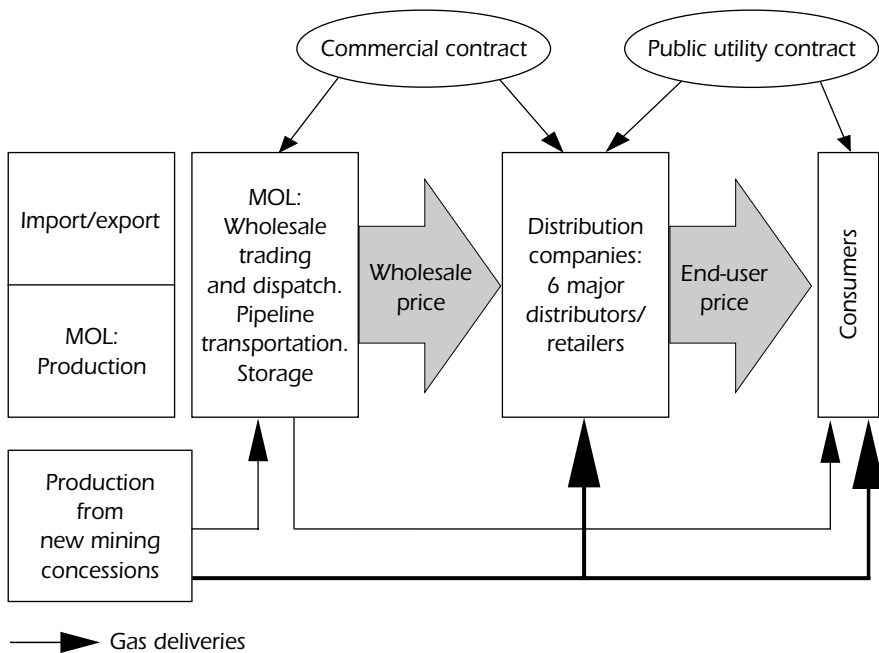 Commercial contract
Public utility contract
Import/export
MOL:
Production
MOL:
Wholesale
trading
and dispatch.
Pipeline
transportation.
Storage
Wholesale
price
Distribution
companies:
6 major
distributors/
retailers
End-user
price
Consumers
Production
from
new mining
concessions
Gas deliveries